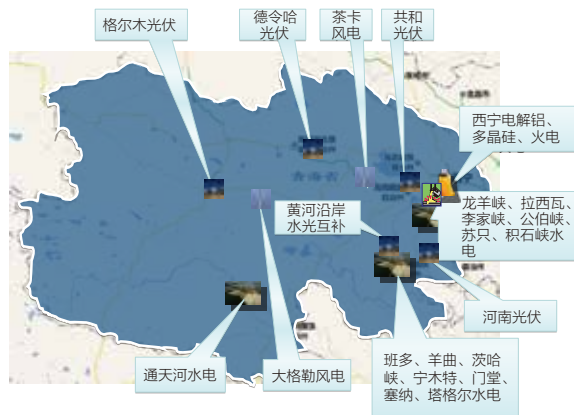 格尔木光伏
德令哈
光伏
茶卡
风电
共和
光伏
西宁电解铝、
多晶硅、火电
龙羊峡、拉西瓦、
李家峡、公伯峡、
苏只、积石峡水
电
黄河沿岸
水光互补
河南光伏
通天河水电
大格勒风电
班多、羊曲、茨哈
峡、宁木特、门堂、
塞纳、塔格尔水电